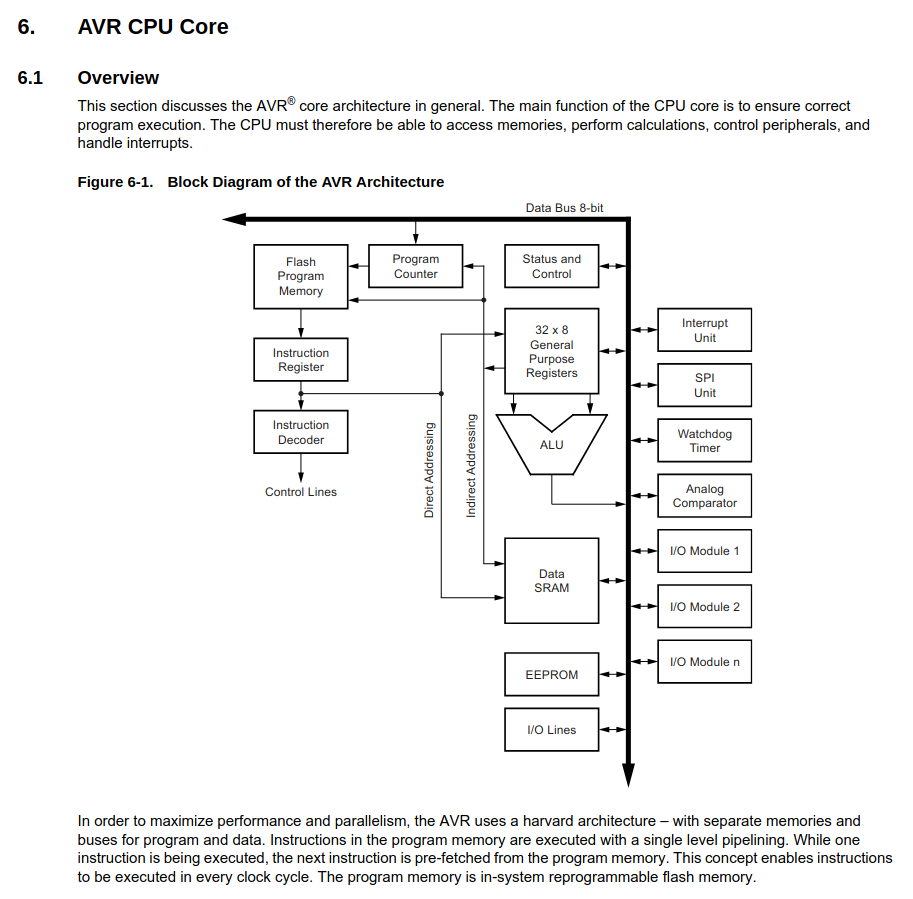 6. AVR CPU Core
6.1 Overview
This section discusses the AVR® core architecture in general. The main function of the CPU core is to ensure correct
program execution. The CPU must therefore be able to access memories, perform calculations, control peripherals, and
handle interrupts.
Figure 6-1. Block Diagram of the AVR Architecture
Data Bus 8-bit
Flash
Program
Memory
Program
Counter
Status and
Control
Instruction
Register
32 x 8
General
Purpose
Registers
Interrupt
Unit
SPI
Unit
Instruction
Decoder
ALU
Watchdog
Timer
Control Lines
Direct Addressing
Indirect Addressing
Analog
Comparator
I/O Module 1
Data
SRAM
I/O Module 2
I/O Module n
EEPROM
I/O Lines
In order to maximize performance and parallelism, the AVR uses a harvard architecture – with separate memories and
buses for program and data. Instructions in the program memory are executed with a single level pipelining. While one
instruction is being executed, the next instruction is pre-fetched from the program memory. This concept enables instructions
to be executed in every clock cycle. The program memory is in-system reprogrammable flash memory.